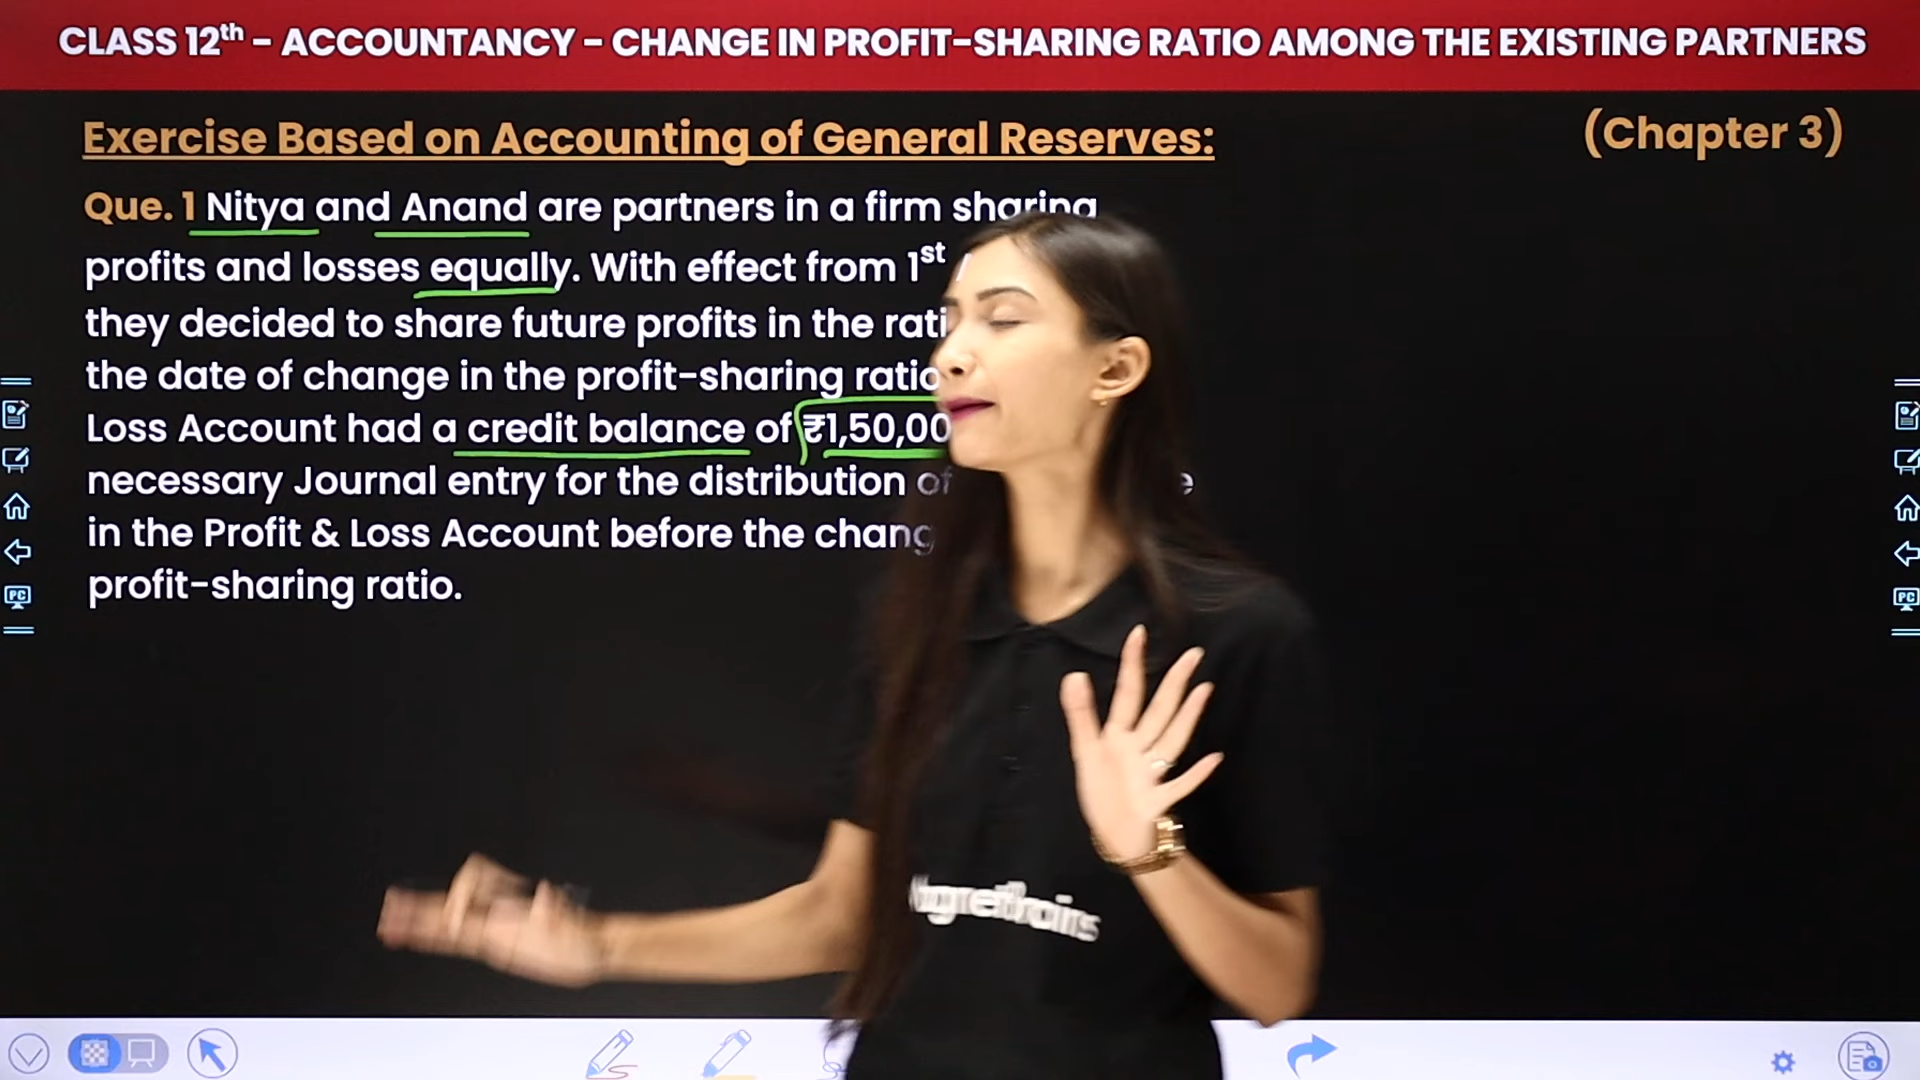 CLASS 12th - ACCOUNTANCY - CHANGE IN PROFIT-SHARING RATIO AMONG THE EXISTING PARTNERS
Exercise Based on Accounting of General Reserves:
(Chapter 3)
Que. 1 Nitya and Anand are partners in a firm sharing
profits and losses equally. With effect from 1st
they decided to share future profits in the
the date of change in the profit-sharing ratio
Loss Account had a credit balance of ₹1,50,00
necessary Journal entry for the distribution of
in the Profit & Loss Account before the
profit-sharing ratio.
PC
PC